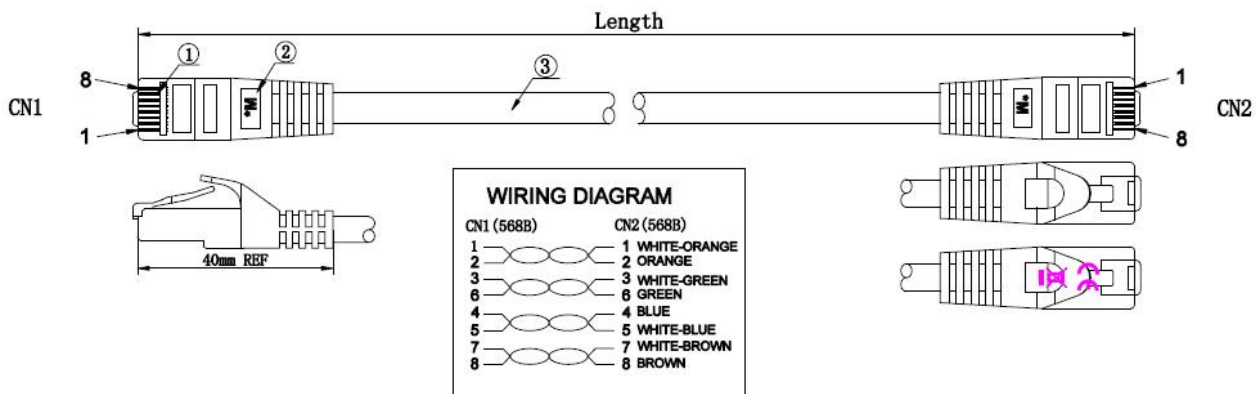 Length
① ② ③
8 1
CN1 CN2
1 8
M* *M
40mm REF
WIRING DIAGRAM
CN1(568B) CN2(568B)
1 1 WHITE-ORANGE
2 2 ORANGE
3 3 WHITE-GREEN
6 6 GREEN
4 4 BLUE
5 5 WHITE-BLUE
7 7 WHITE-BROWN
8 8 BROWN
CE